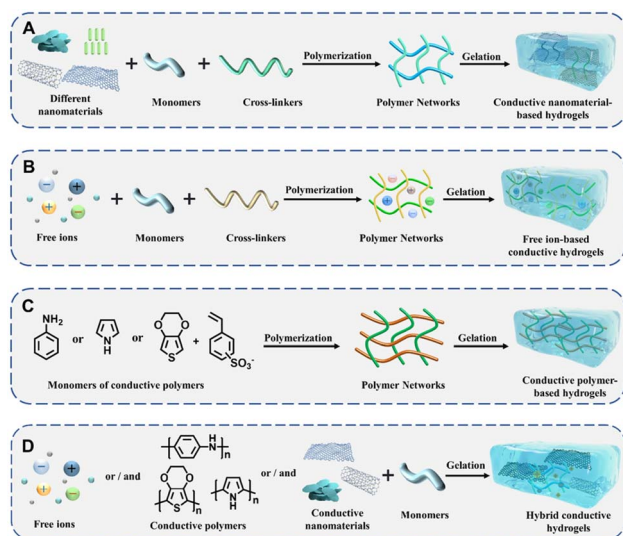 A
Different
nanomaterials
+
Monomers
+
Cross-linkers
Polymerization
Polymer Networks
Gelation
Conductive nanomaterial-
based hydrogels
B
Free ions
+
Monomers
+
Cross-linkers
Polymerization
Polymer Networks
Gelation
Free ion-based
conductive hydrogels
C
NH2
or
N
H
or
O O
S
+
SO3-
Monomers of conductive polymers
Polymerization
Polymer Networks
Gelation
Conductive polymer-
based hydrogels
D
Free ions
or / and
H
N n
O O
S n
N
H n
Conductive polymers
or / and
Conductive
nanomaterials
+
Monomers
Gelation
Hybrid conductive
hydrogels